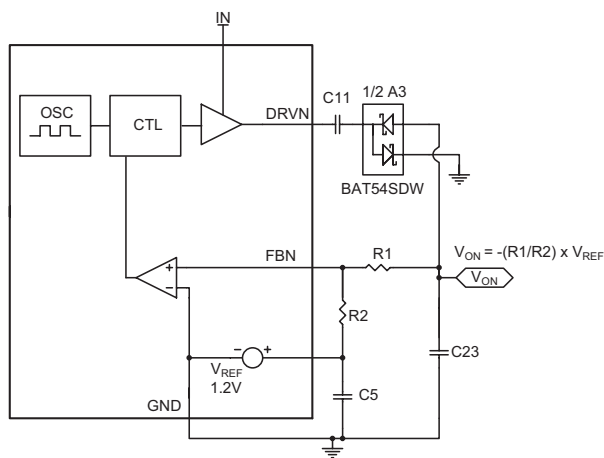 IN
OSC
CTL
DRVN
C11
1/2 A3
BAT54SDW
FBN
R1
V_ON = -(R1/R2) x V_REF
V_ON
+
−
R2
− +
V_REF
1.2V
C5
C23
GND